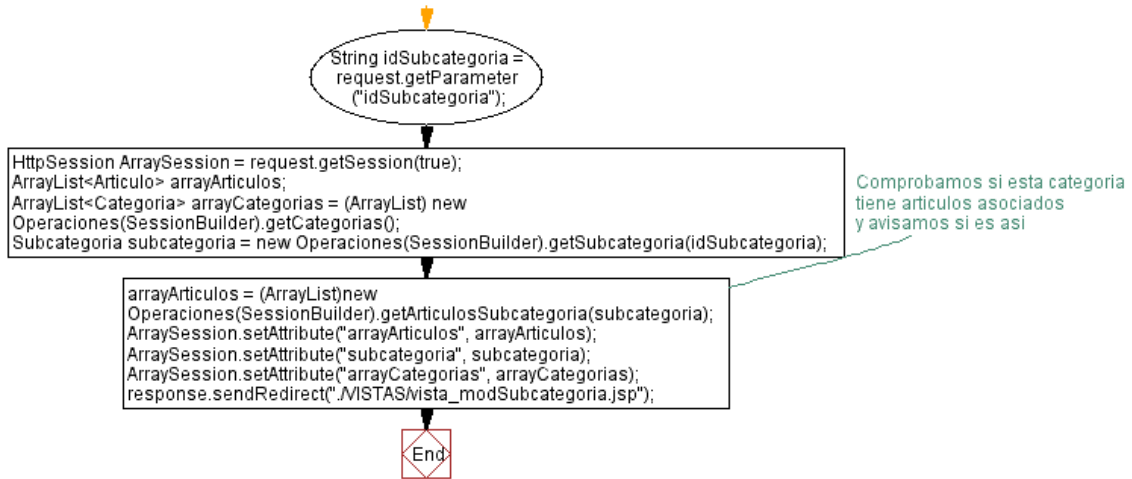 String idSubcategoria =
request.getParameter
("idSubcategoria");
HttpSession ArraySession = request.getSession(true);
ArrayList<Articulo> arrayArticulos;
ArrayList<Categoria> arrayCategorias = (ArrayList) new
Operaciones(SessionBuilder).getCategorias();
Subcategoria subcategoria = new Operaciones(SessionBuilder).getSubcategoria(idSubcategoria);
Comprobamos si esta categoria
tiene articulos asociados
y avisamos si es asi
arrayArticulos = (ArrayList)new
Operaciones(SessionBuilder).getArticulosSubcategoria(subcategoria);
ArraySession.setAttribute("arrayArticulos", arrayArticulos);
ArraySession.setAttribute("subcategoria", subcategoria);
ArraySession.setAttribute("arrayCategorias", arrayCategorias);
response.sendRedirect("./VISTAS/vista_modSubcategoria.jsp");
End